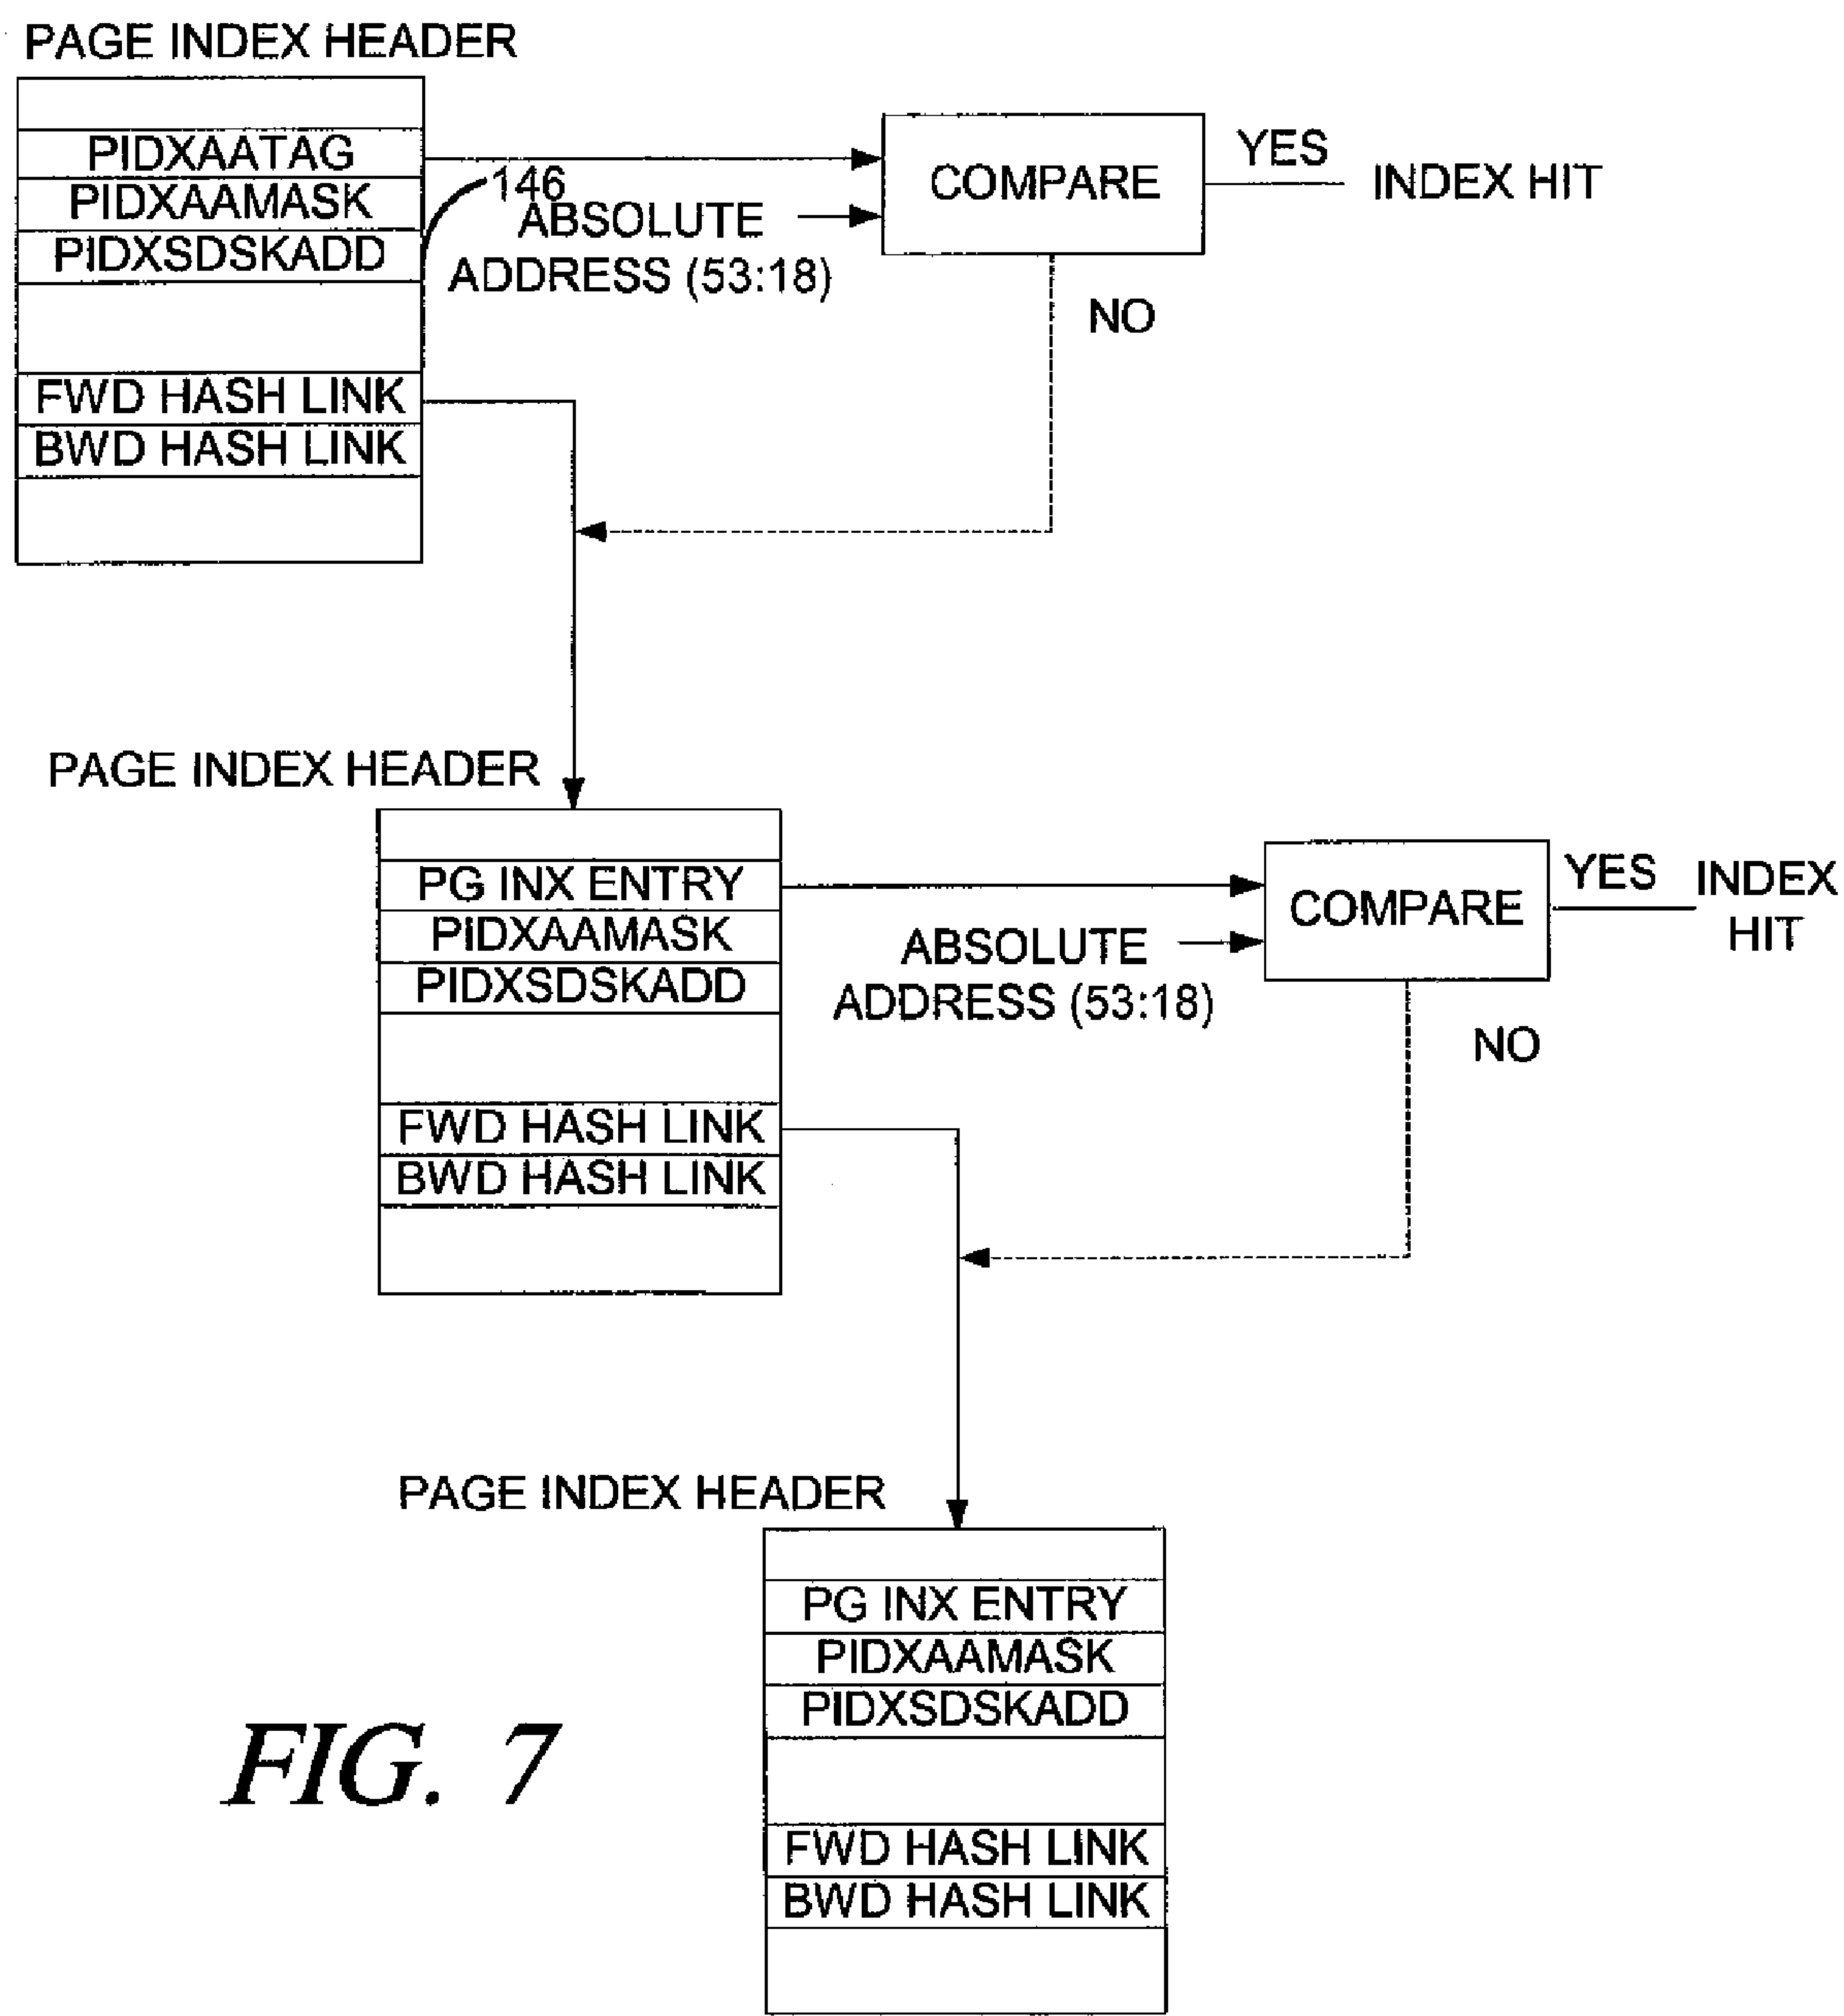 PAGE INDEX HEADER
PIDXAATAG
PIDXAAMASK
PIDXSDSKADD
FWD HASH LINK
BWD HASH LINK
146
ABSOLUTE
ADDRESS (53:18)
COMPARE
YES
INDEX HIT
NO
PAGE INDEX HEADER
PG INX ENTRY
PIDXAAMASK
PIDXSDSKADD
FWD HASH LINK
BWD HASH LINK
ABSOLUTE
ADDRESS (53:18)
COMPARE
YES
INDEX
HIT
NO
PAGE INDEX HEADER
PG INX ENTRY
PIDXAAMASK
PIDXSDSKADD
FWD HASH LINK
BWD HASH LINK
FIG. 7